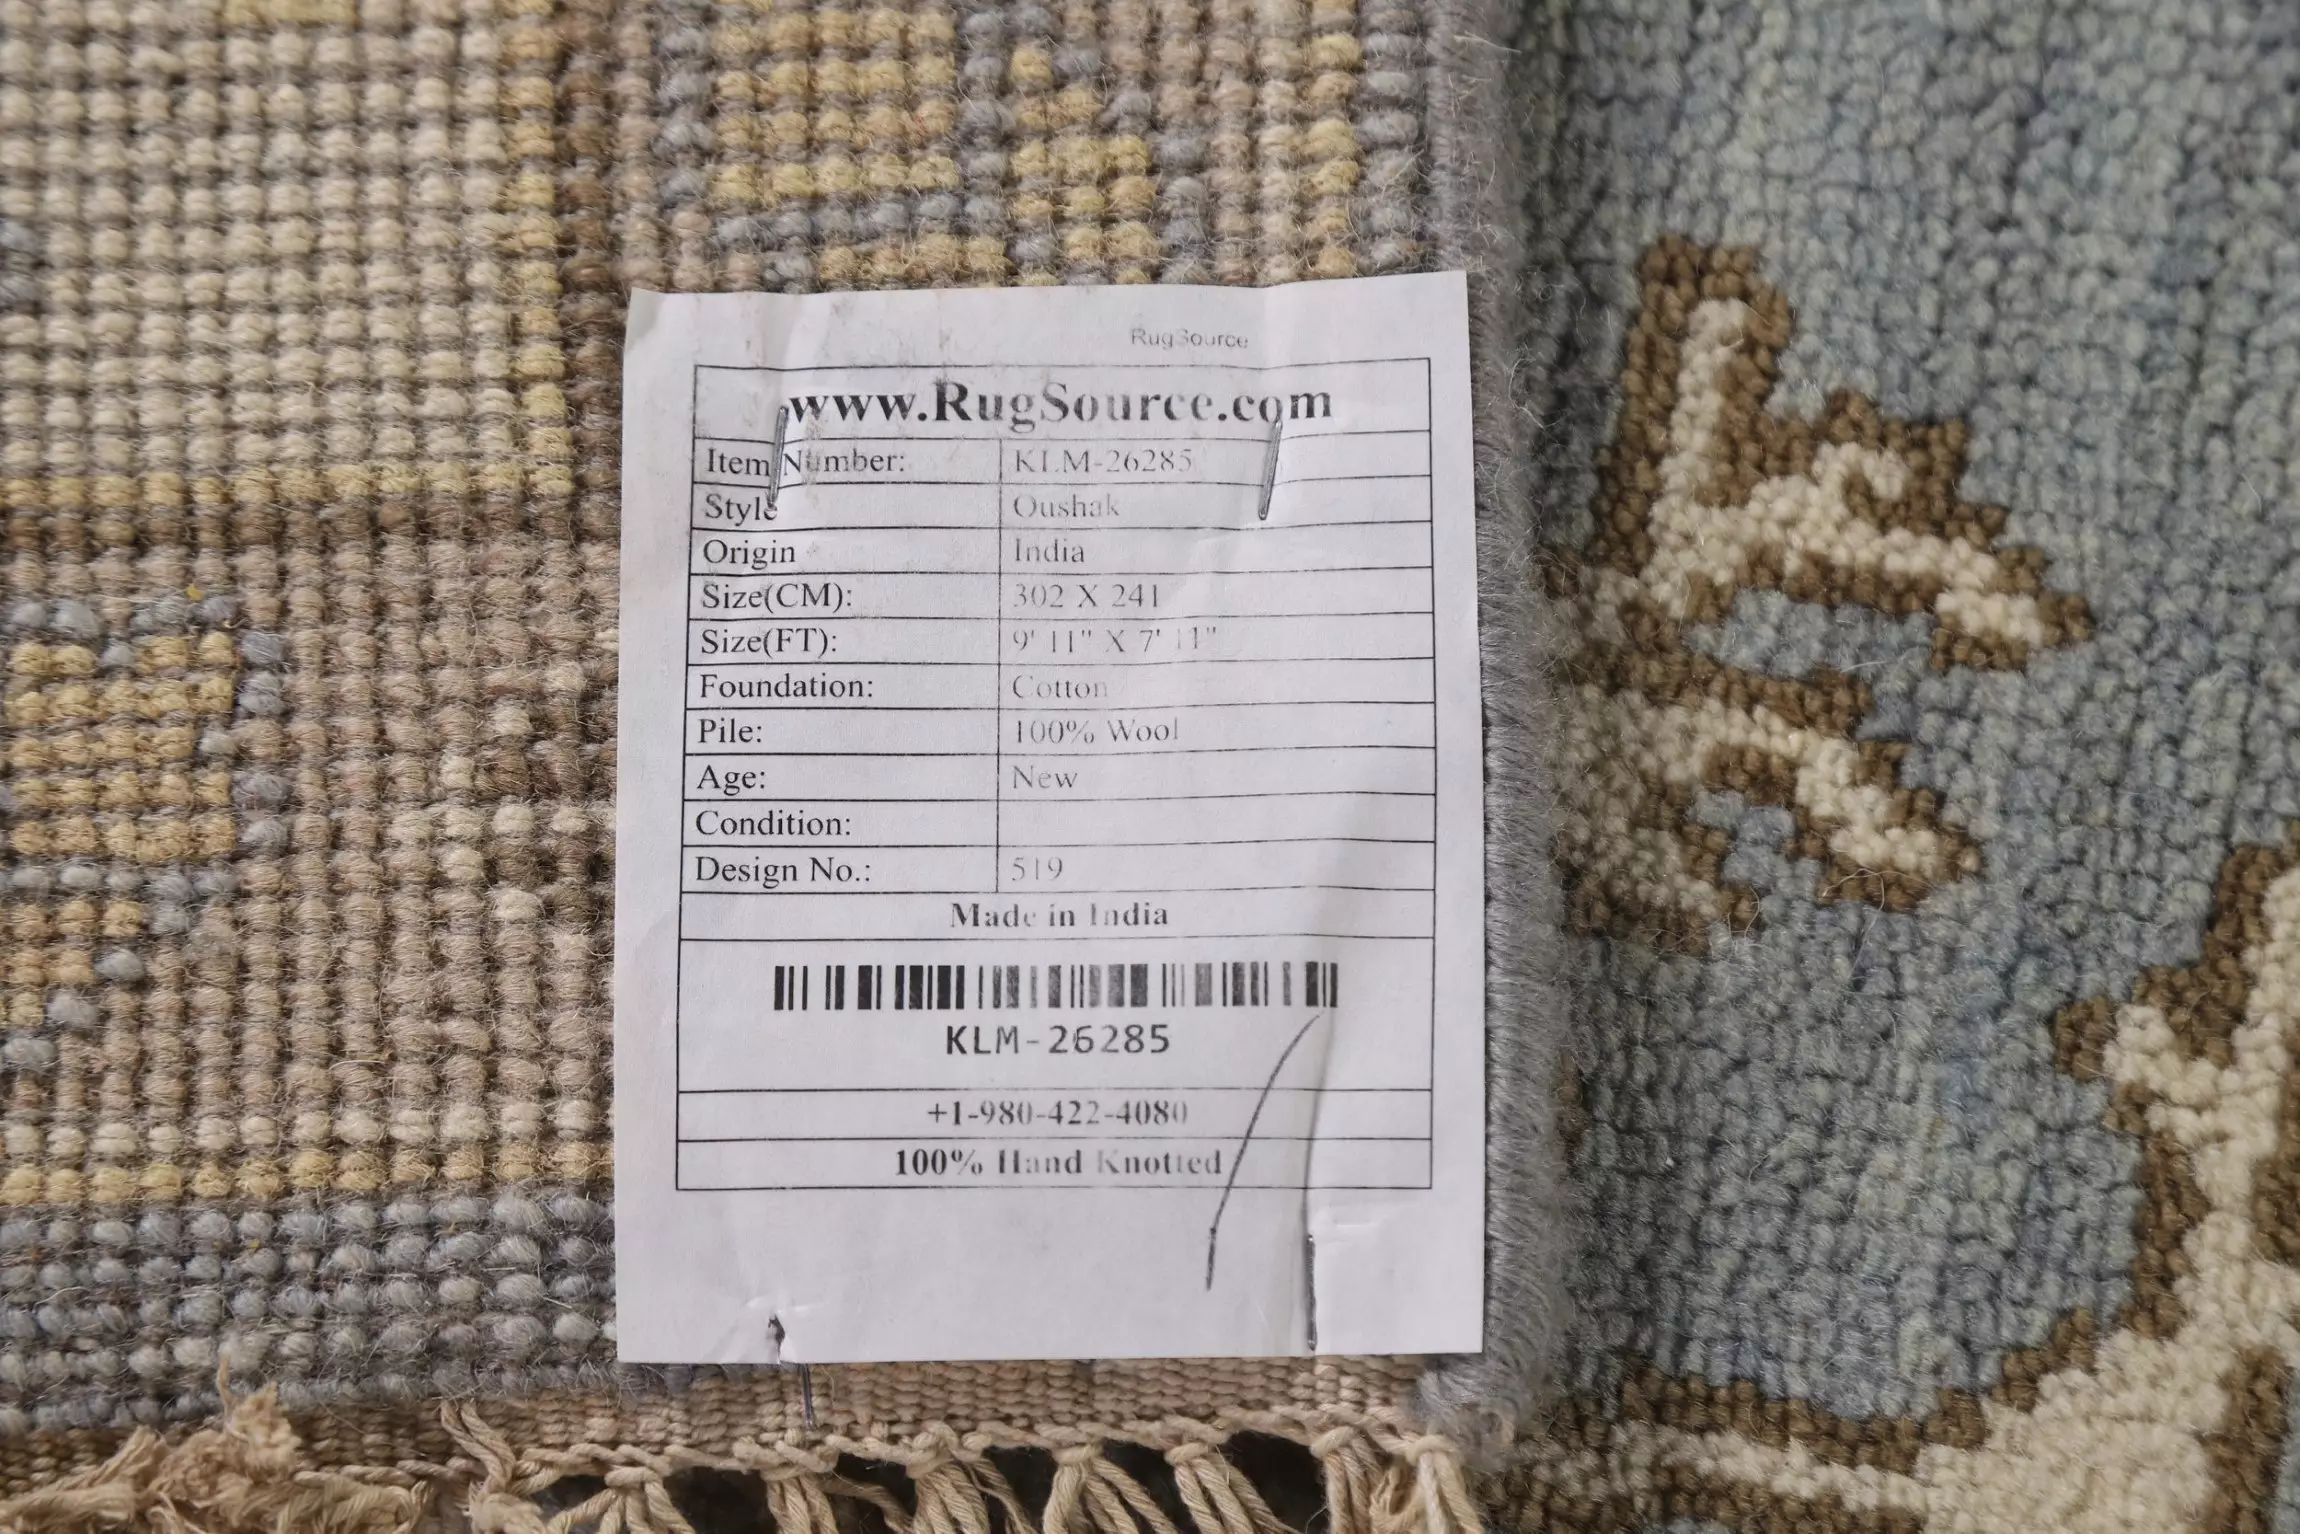 RugSource
www.RugSource.com
Item Number: KLM-26285
Style Oushak
Origin India
Size(CM): 302 X 241
Size(FT): 9' 11" X 7' 11"
Foundation: Cotton
Pile: 100% Wool
Age: New
Condition:
Design No.: 519
Made in India
KLM-26285
+1-980-422-4080
100% Hand Knotted